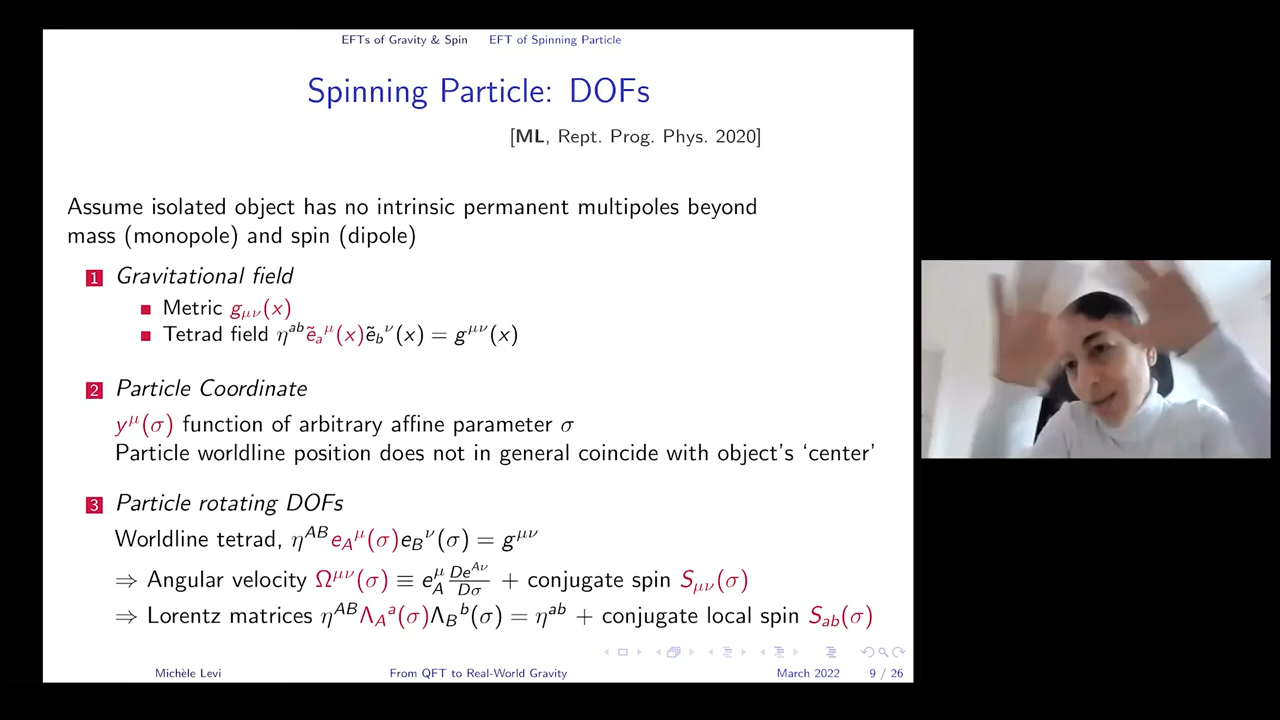 EFTs of Gravity & Spin EFT of Spinning Particle
Spinning Particle: DOFs
[ML, Rept. Prog. Phys. 2020]
Assume isolated object has no intrinsic permanent multipoles beyond
mass (monopole) and spin (dipole)
1 Gravitational field
Metric g_{μν}(x)
Tetrad field η^{ab}ẽ_a^μ(x)ẽ_b^ν(x) = g^{μν}(x)
2 Particle Coordinate
y^μ(σ) function of arbitrary affine parameter σ
Particle worldline position does not in general coincide with object's 'center'
3 Particle rotating DOFs
Worldline tetrad, η^{AB}e_A^μ(σ)e_B^ν(σ) = g^{μν}
⇒ Angular velocity Ω^{μν}(σ) ≡ e^μ_A De^{Aν}/Dσ + conjugate spin S_{μν}(σ)
⇒ Lorentz matrices η^{AB}Λ_A^a(σ)Λ_B^b(σ) = η^{ab} + conjugate local spin S_{ab}(σ)
Michèle Levi From QFT to Real-World Gravity March 2022 9 / 26